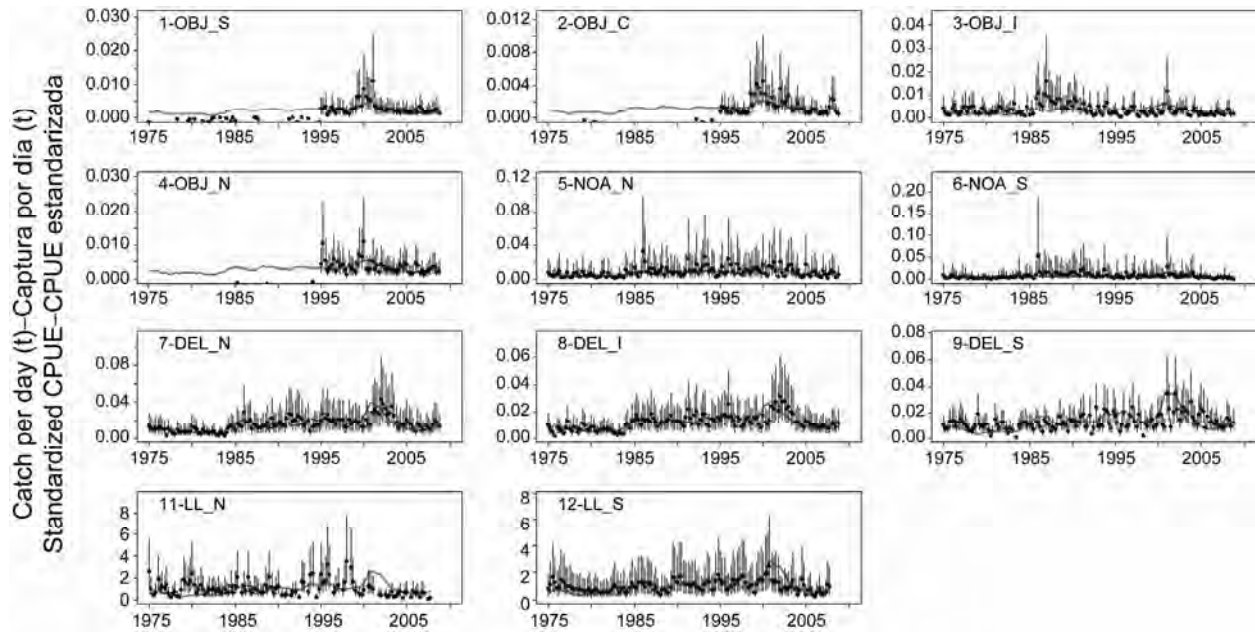 Catch per day (t)–Captura por día (t)
Standardized CPUE–CPUE estandarizada
1-OBJ_S
0.030
0.020
0.010
0.000
1975 1985 1995 2005
2-OBJ_C
0.012
0.008
0.004
0.000
1975 1985 1995 2005
3-OBJ_I
0.04
0.03
0.02
0.01
0.00
1975 1985 1995 2005
4-OBJ_N
0.030
0.020
0.010
0.000
1975 1985 1995 2005
5-NOA_N
0.12
0.08
0.04
0.00
1975 1985 1995 2005
6-NOA_S
0.20
0.15
0.10
0.05
0.00
1975 1985 1995 2005
7-DEL_N
0.08
0.04
0.00
1975 1985 1995 2005
8-DEL_I
0.06
0.04
0.02
0.00
1975 1985 1995 2005
9-DEL_S
0.08
0.06
0.04
0.02
0.00
1975 1985 1995 2005
11-LL_N
8
6
4
2
0
1975 1985 1995 2005
12-LL_S
8
6
4
2
0
1975 1985 1995 2005